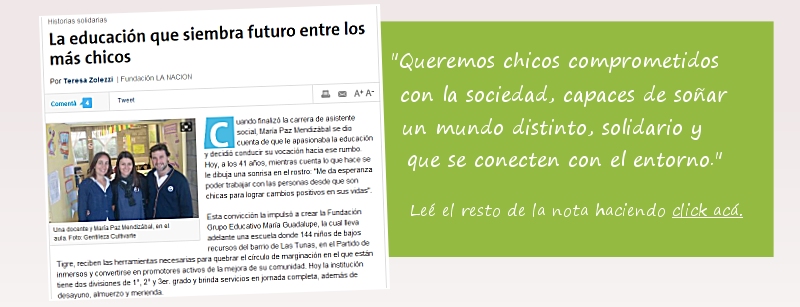 Historias solidarias
La educación que siembra futuro entre los
más chicos
Por Teresa Zolezzi | Fundación LA NACION
Comentá 4 Tweet A+ A-
Cuando finalizó la carrera de asistente
social, María Paz Mendizábal se dio
cuenta de que le apasionaba la educación
y decidió conducir su vocación hacia ese rumbo.
Hoy, a los 41 años, mientras cuenta lo que hace se
le dibuja una sonrisa en el rostro: "Me da esperanza
poder trabajar con las personas desde que son
chicas para lograr cambios positivos en sus vidas".
Una docente y María Paz Mendizábal, en el
aula. Foto: Gentileza Cultivarte
Esta convicción la impulsó a crear la Fundación
Grupo Educativo María Guadalupe, la cual lleva
adelante una escuela donde 144 niños de bajos
recursos del barrio de Las Tunas, en el Partido de
Tigre, reciben las herramientas necesarias para quebrar el círculo de marginación en el que están
inmersos y convertirse en promotores activos de la mejora de su comunidad. Hoy la institución
tiene dos divisiones de 1°, 2° y 3er. grado y brinda servicios en jornada completa, además de
desayuno, almuerzo y merienda.
"Queremos chicos comprometidos
con la sociedad, capaces de soñar
un mundo distinto, solidario y
que se conecten con el entorno."
Leé el resto de la nota haciendo click acá.